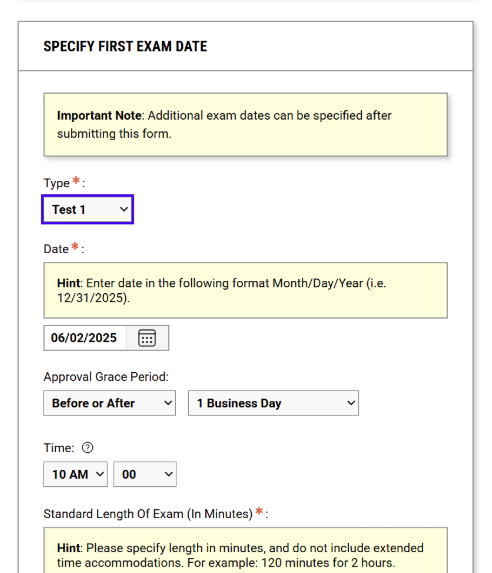 SPECIFY FIRST EXAM DATE
Important Note: Additional exam dates can be specified after
submitting this form.
Type * :
Test 1
Date * :
Hint: Enter date in the following format Month/Day/Year (i.e.
12/31/2025).
06/02/2025
Approval Grace Period:
Before or After 1 Business Day
Time: ?
10 AM 00
Standard Length Of Exam (In Minutes) * :
Hint: Please specify length in minutes, and do not include extended
time accommodations. For example: 120 minutes for 2 hours.